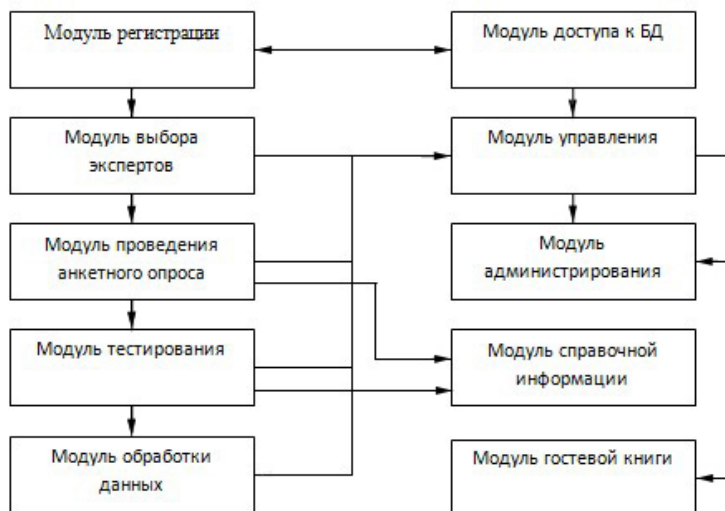 Модуль регистрации
Модуль доступа к БД
Модуль выбора
экспертов
Модуль управления
Модуль проведения
анкетного опроса
Модуль
администрирования
Модуль тестирования
Модуль справочной
информации
Модуль обработки
данных
Модуль гостевой книги